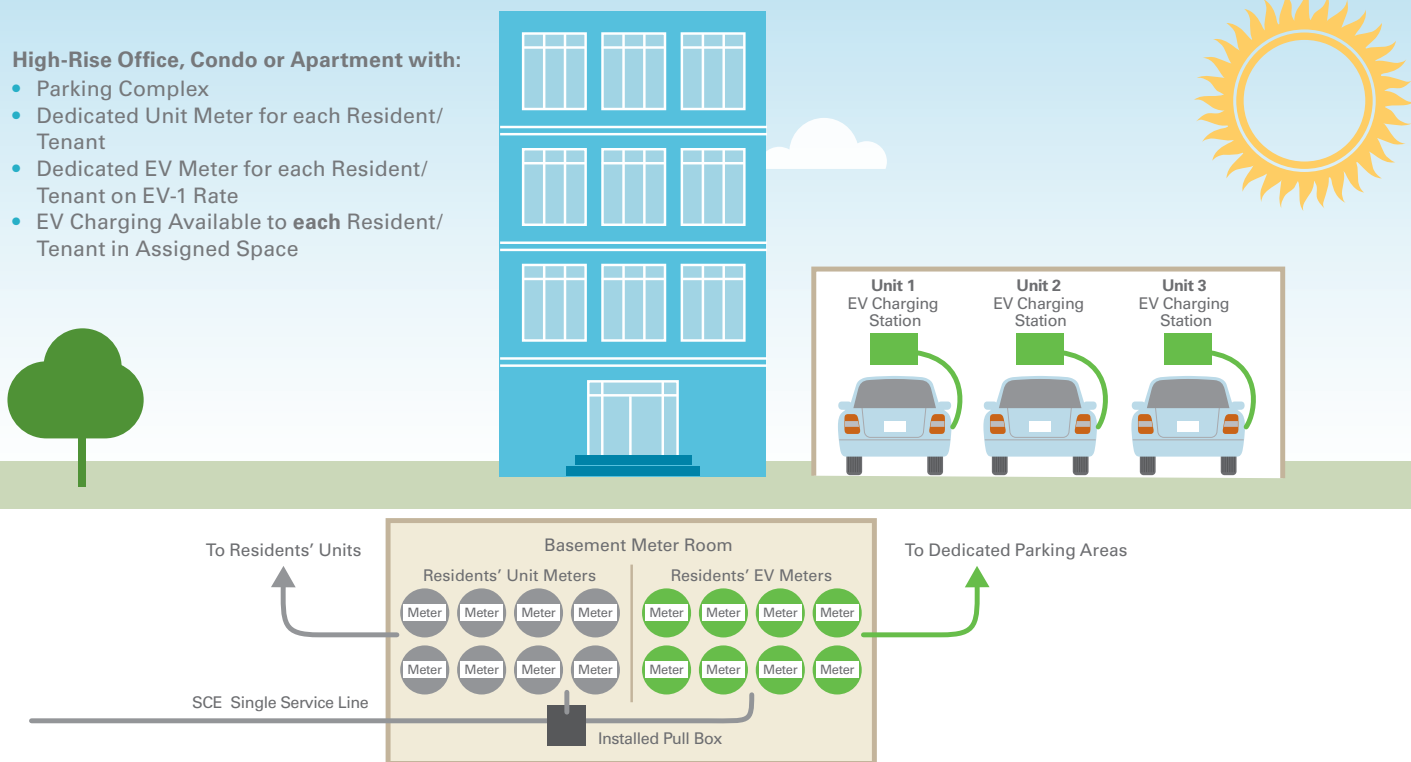 High-Rise Office, Condo or Apartment with:
• Parking Complex
• Dedicated Unit Meter for each Resident/
Tenant
• Dedicated EV Meter for each Resident/
Tenant on EV-1 Rate
• EV Charging Available to each Resident/
Tenant in Assigned Space
Unit 1
EV Charging
Station
Unit 2
EV Charging
Station
Unit 3
EV Charging
Station
To Residents’ Units
Basement Meter Room
To Dedicated Parking Areas
Residents’ Unit Meters
Residents’ EV Meters
Meter Meter Meter Meter
Meter Meter Meter Meter
Meter Meter Meter Meter
Meter Meter Meter Meter
SCE Single Service Line
Installed Pull Box